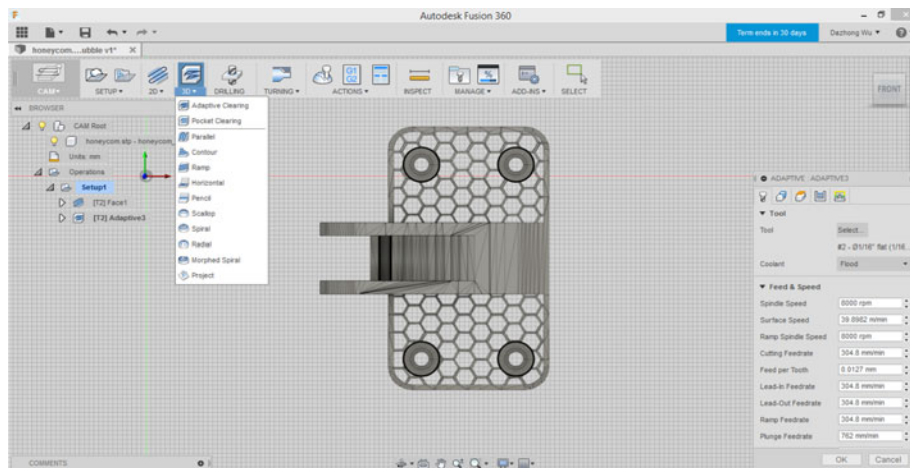 Autodesk Fusion 360
Term ends in 30 days
Dezhong Wu
honeycom....ubble v1*
CAM
SETUP
2D
3D
DRILLING
TURNING
ACTIONS
INSPECT
MANAGE
ADD-INS
SELECT
G1
G2
FRONT
BROWSER
CAM Root
honeycom.stp - honeycom_
Units: mm
Operations
Setup1
[T2] Face1
[T2] Adaptive3
Adaptive Clearing
Pocket Clearing
Parallel
Contour
Ramp
Horizontal
Pencil
Scallop
Spiral
Radial
Morphed Spiral
Project
ADAPTIVE : ADAPTIVE3
Tool
Tool
Select...
#2 - Ø1/16" flat (1/16...
Coolant
Flood
Feed & Speed
Spindle Speed
8000 rpm
Surface Speed
39.8982 m/min
Ramp Spindle Speed
8000 rpm
Cutting Feedrate
304.8 mm/min
Feed per Tooth
0.0127 mm
Lead-In Feedrate
304.8 mm/min
Lead-Out Feedrate
304.8 mm/min
Ramp Feedrate
304.8 mm/min
Plunge Feedrate
762 mm/min
OK
Cancel
COMMENTS